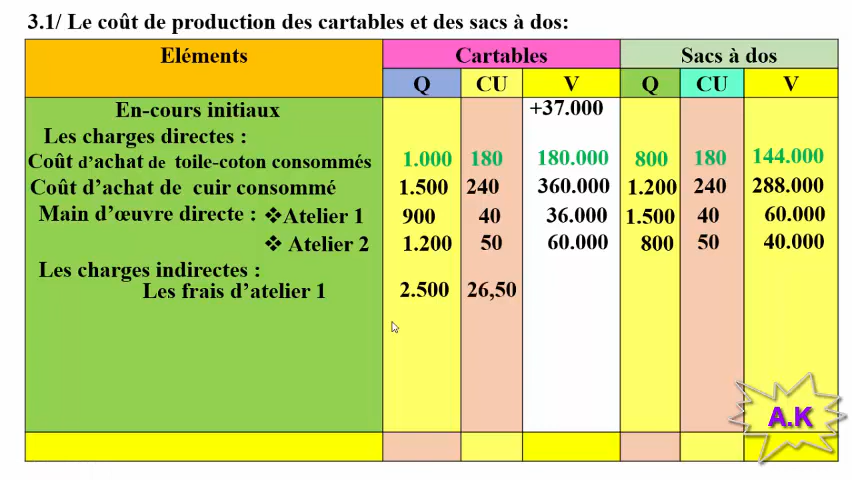 3.1/ Le coût de production des cartables et des sacs à dos:
Eléments Cartables Sacs à dos
Q CU V Q CU V
En-cours initiaux +37.000
Les charges directes :
Coût d'achat de toile-coton consommés 1.000 180 180.000 800 180 144.000
Coût d'achat de cuir consommé 1.500 240 360.000 1.200 240 288.000
Main d'œuvre directe : ❖Atelier 1 900 40 36.000 1.500 40 60.000
❖ Atelier 2 1.200 50 60.000 800 50 40.000
Les charges indirectes :
Les frais d'atelier 1 2.500 26,50
A.K